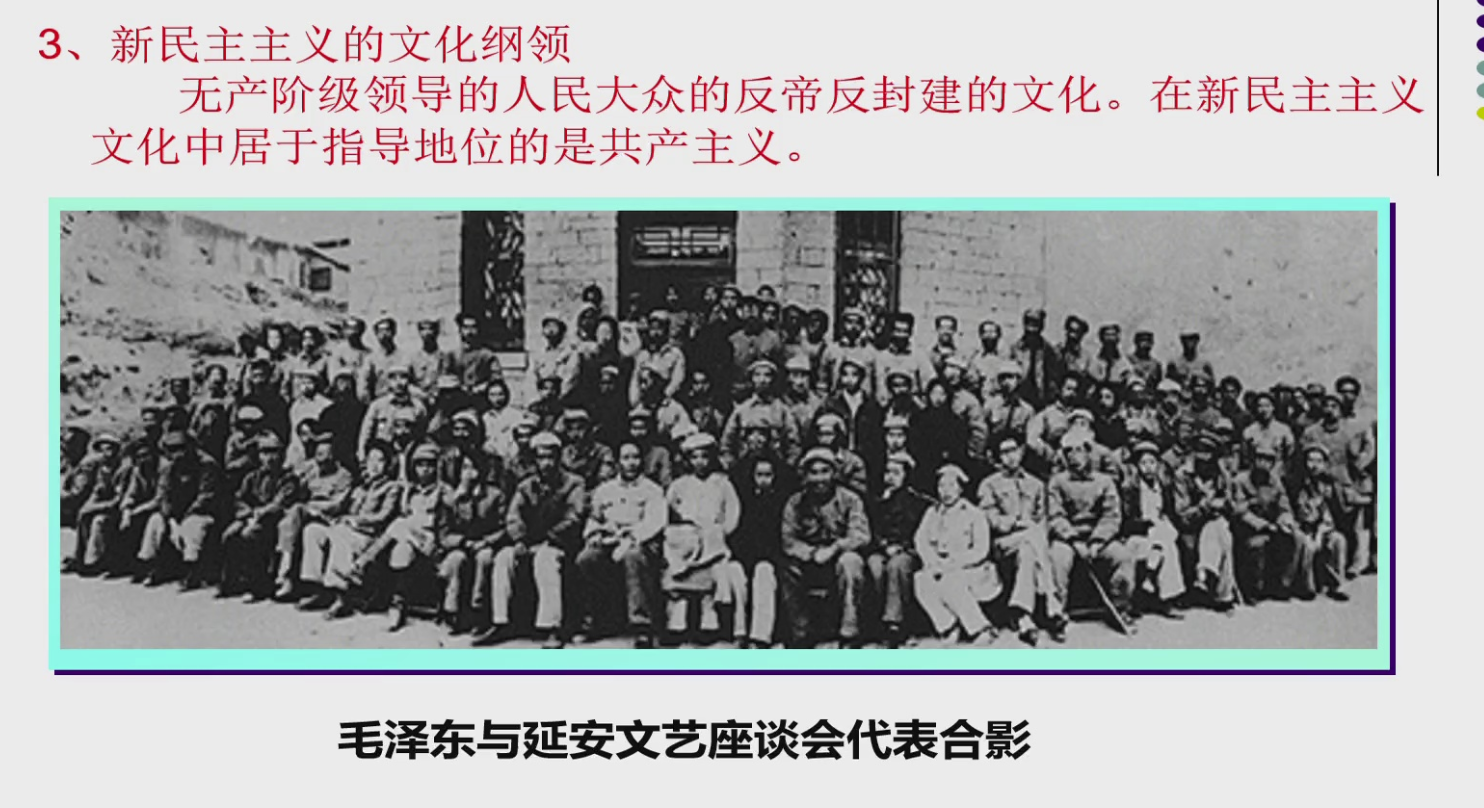 3、新民主主义的文化纲领
无产阶级领导的人民大众的反帝反封建的文化。在新民主主义
文化中居于指导地位的是共产主义。
毛泽东与延安文艺座谈会代表合影